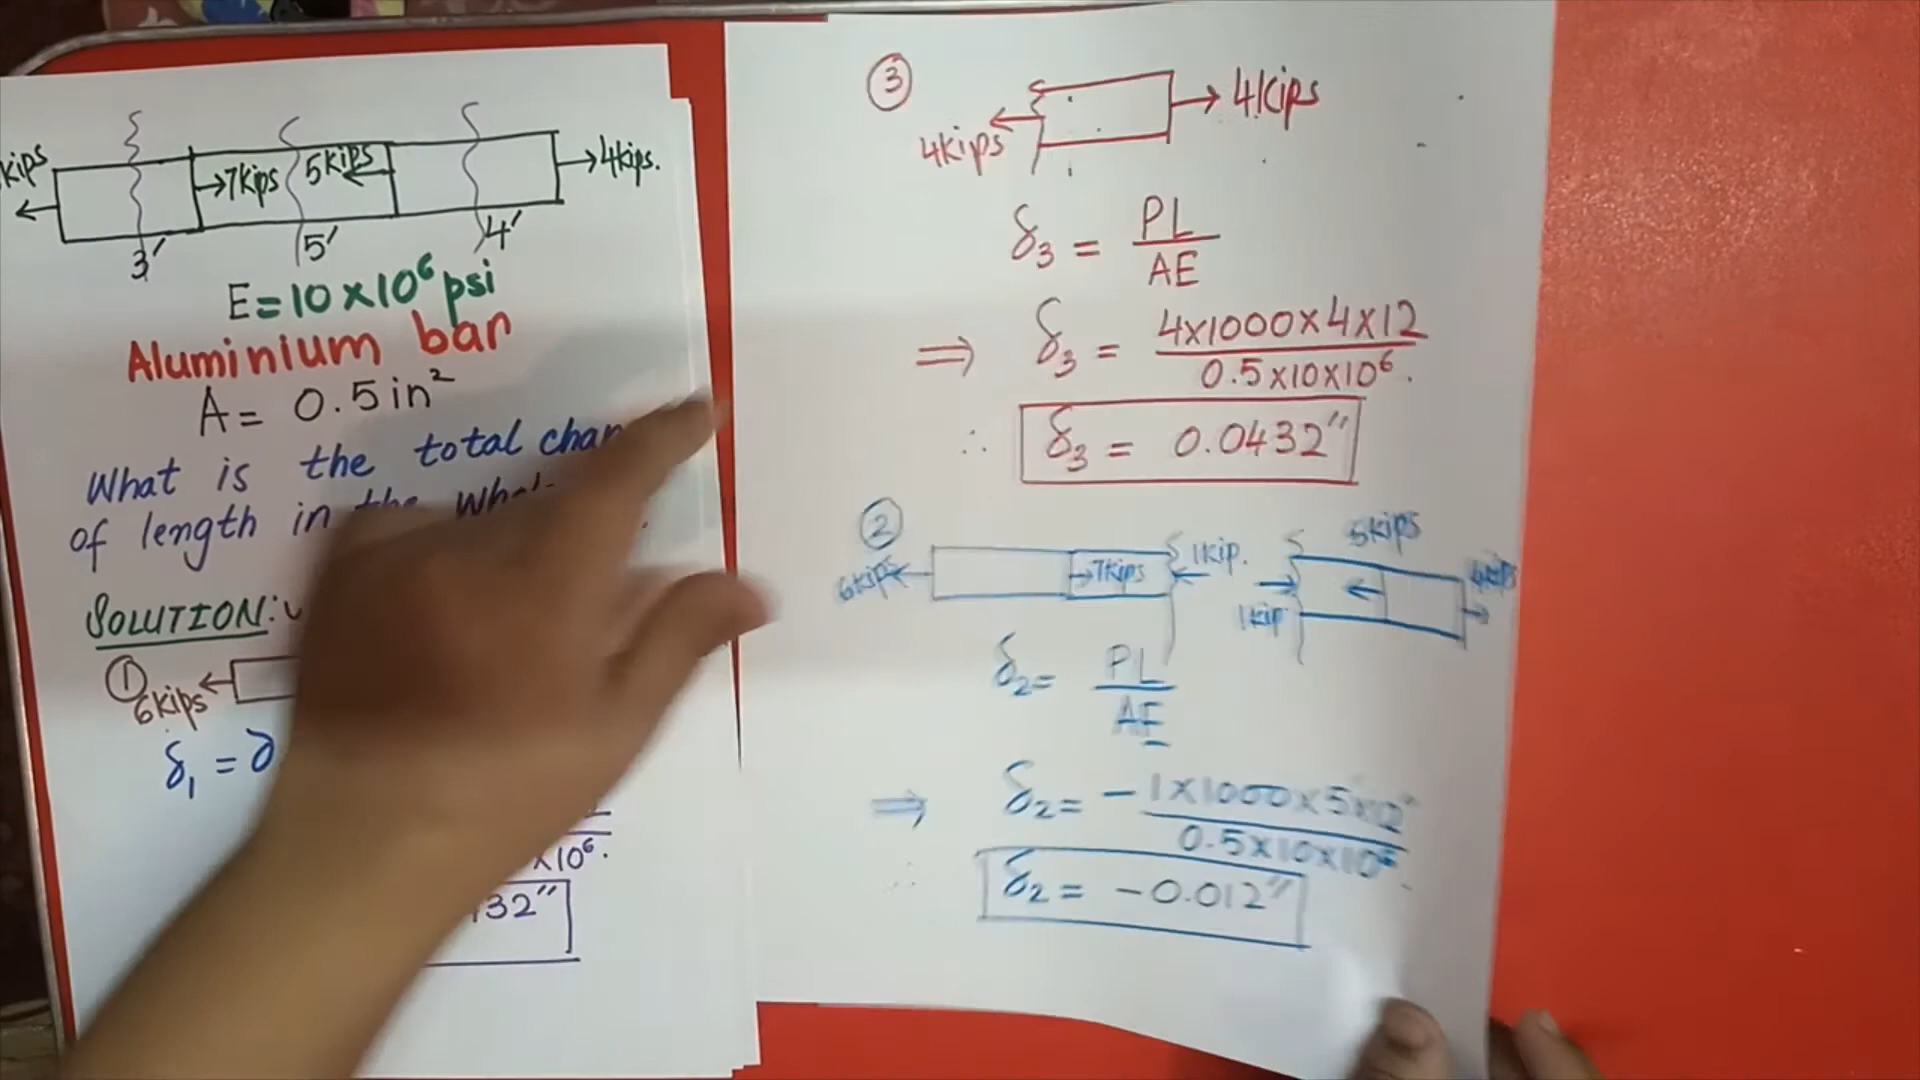 kips
→7kips 5kips →4kips.
3' 5' 4'
E=10×10⁶psi
Aluminium bar
A= 0.5in²
What is the total
of length in the
SOLUTION:
①
6kips
δ₁ =
×10⁶.
32"
③
4kips
4kips
δ₃ = PL
AE
⇒ δ₃ = 4×1000×4×12
0.5×10×10⁶.
∴ δ₃ = 0.0432"
②
6kips →7kips 1kip. 5kips 4kips
1kip
δ₂= PL
AE
⇒ δ₂= -1×1000×5×12
0.5×10×10⁶
∴ δ₂= -0.012"